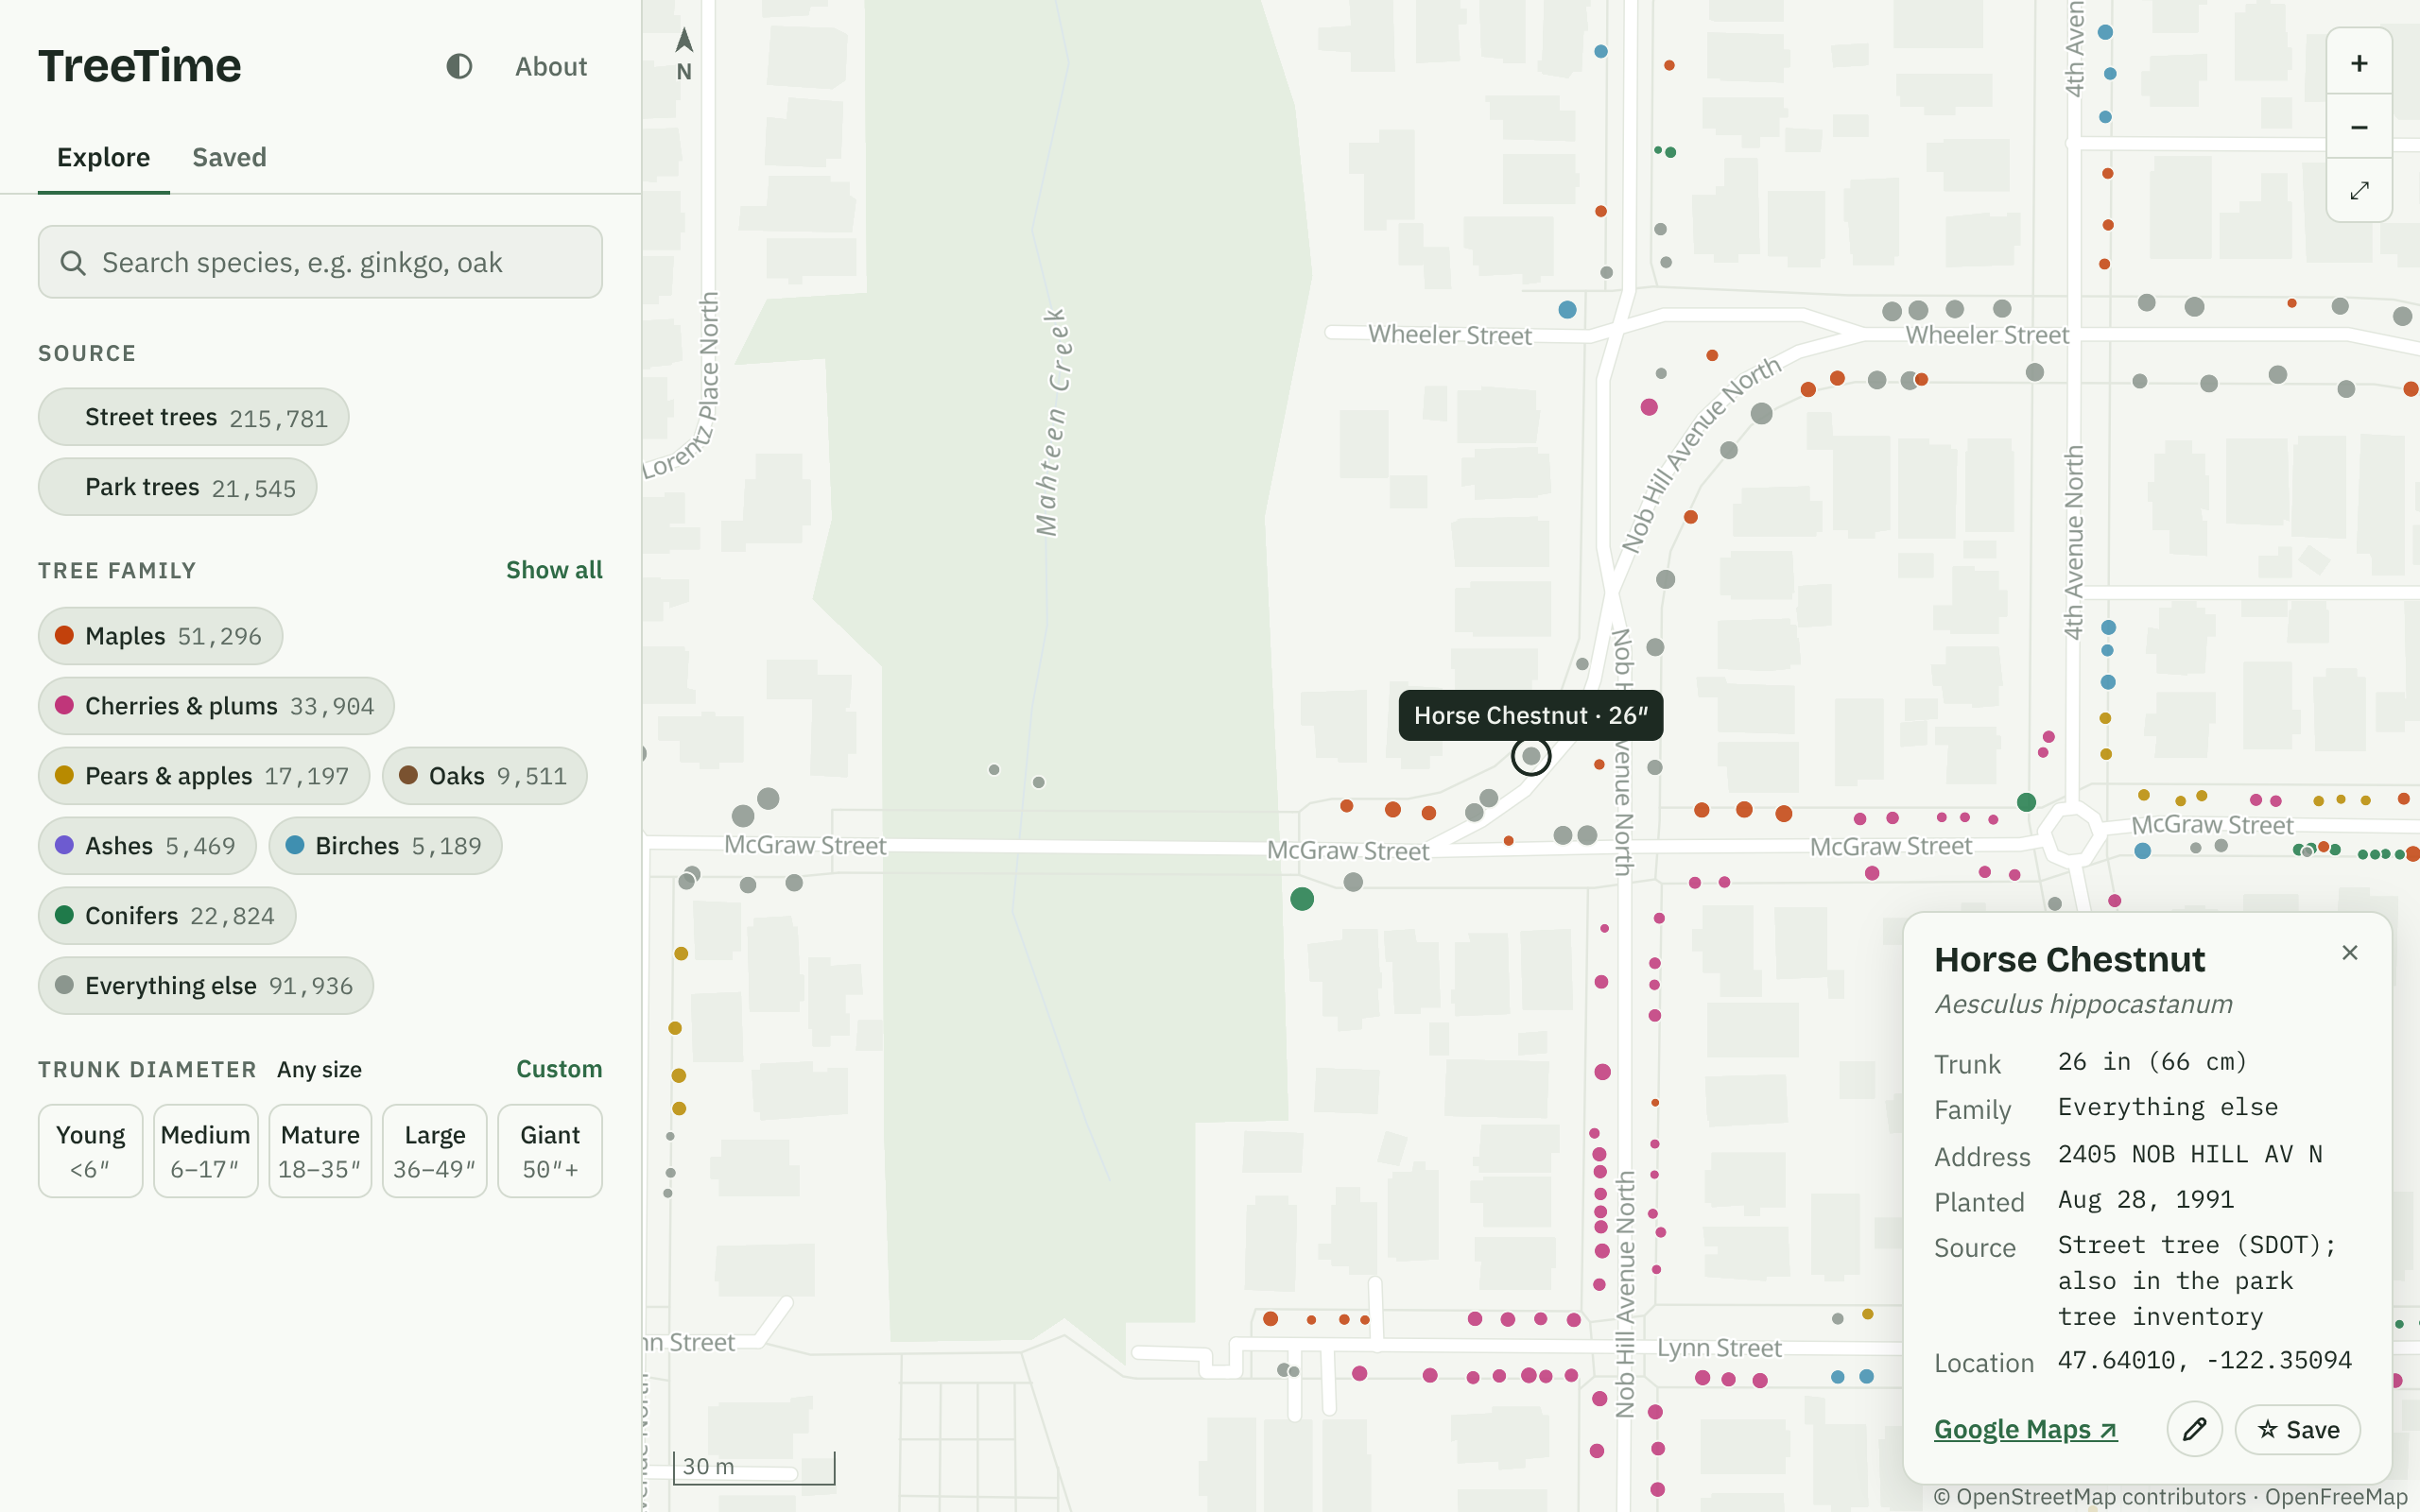 TreeTime
About
Explore
Saved
Search species, e.g. ginkgo, oak
SOURCE
Street trees 215,781
Park trees 21,545
TREE FAMILY
Show all
Maples 51,296
Cherries & plums 33,904
Pears & apples 17,197
Oaks 9,511
Ashes 5,469
Birches 5,189
Conifers 22,824
Everything else 91,936
TRUNK DIAMETER Any size
Custom
Young
<6"
Medium
6–17"
Mature
18–35"
Large
36–49"
Giant
50"+
N
Lorentz Place North
Mahteen Creek
Wheeler Street
Wheeler Street
Nob Hill Avenue North
4th Aven
4th Avenue North
+
−
Horse Chestnut · 26"
Nob H
venue North
McGraw Street
McGraw Street
McGraw Street
McGraw Street
Nob Hill Avenue North
nn Street
Lynn Street
30 m
Horse Chestnut
Aesculus hippocastanum
Trunk 26 in (66 cm)
Family Everything else
Address 2405 NOB HILL AV N
Planted Aug 28, 1991
Source Street tree (SDOT);
also in the park
tree inventory
Location 47.64010, -122.35094
Google Maps ↗
☆ Save
© OpenStreetMap contributors · OpenFreeMap